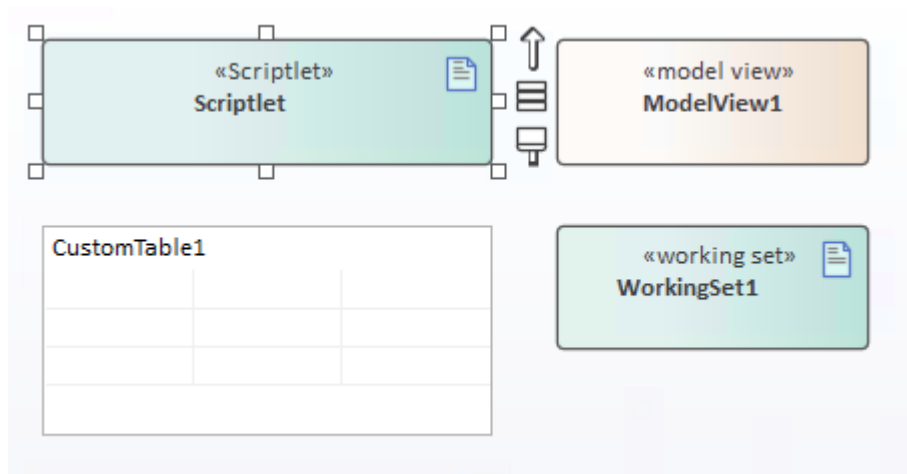 «Scriptlet»
Scriptlet
«model view»
ModelView1
CustomTable1
«working set»
WorkingSet1